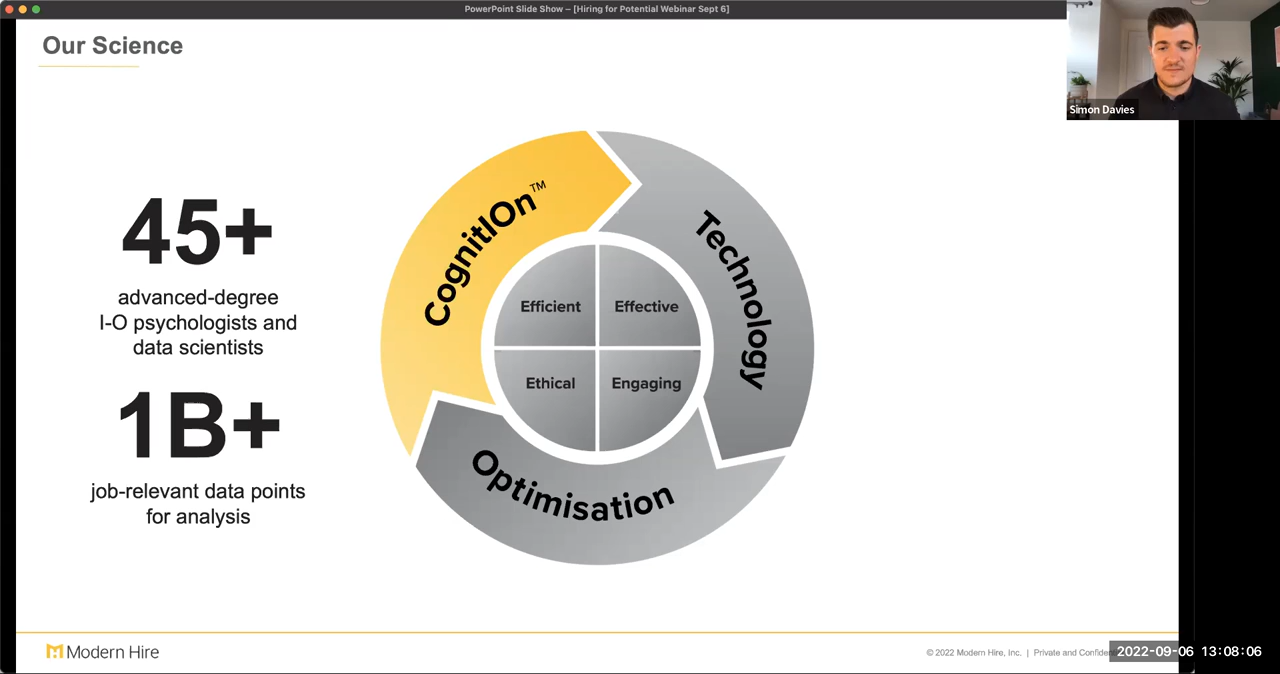 PowerPoint Slide Show – [Hiring for Potential Webinar Sept 6]
Our Science
Simon Davies
45+
advanced-degree
I-O psychologists and
data scientists
1B+
job-relevant data points
for analysis
CognitIOn™
Technology
Optimisation
Efficient
Effective
Ethical
Engaging
Modern Hire
© 2022 Modern Hire, Inc. | Private and
2022-09-06 13:08:06